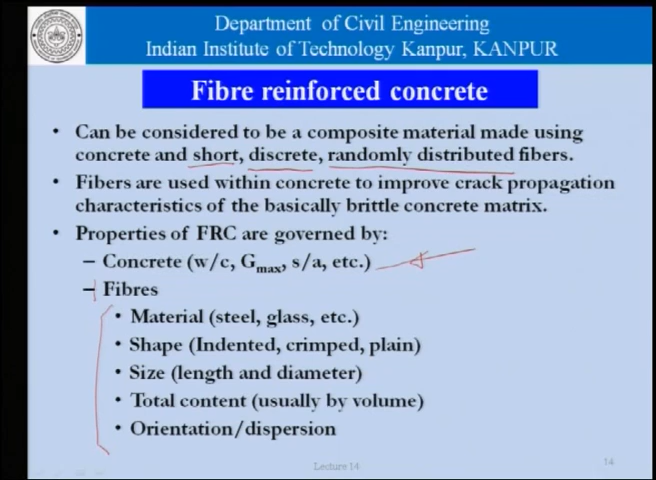 Department of Civil Engineering
Indian Institute of Technology Kanpur, KANPUR
Fibre reinforced concrete
• Can be considered to be a composite material made using
concrete and short, discrete, randomly distributed fibers.
• Fibers are used within concrete to improve crack propagation
characteristics of the basically brittle concrete matrix.
• Properties of FRC are governed by:
– Concrete (w/c, Gmax, s/a, etc.)
– Fibres
• Material (steel, glass, etc.)
• Shape (Indented, crimped, plain)
• Size (length and diameter)
• Total content (usually by volume)
• Orientation/dispersion
Lecture 14
14